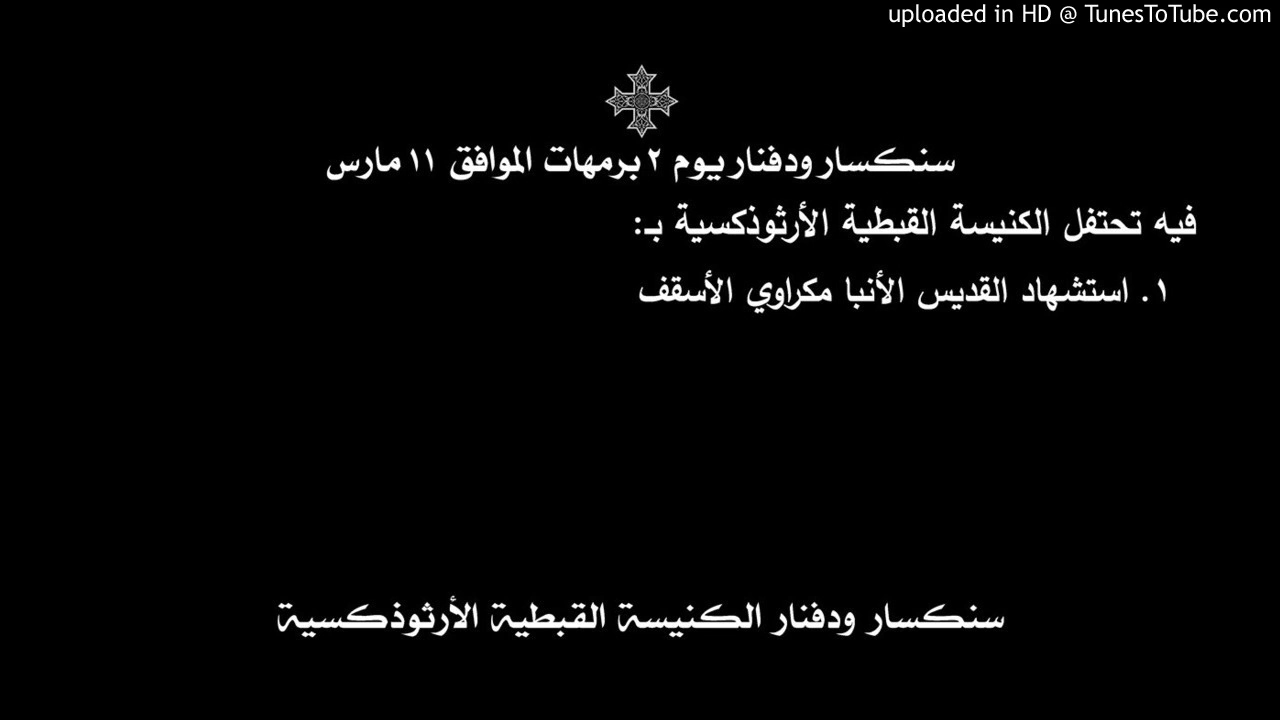 uploaded in HD @ TunesToTube.com
سنكسار ودفنار يوم ٢ برمهات الموافق ١١ مارس
فيه تحتفل الكنيسة القبطية الأرثوذكسية بـ:
١. استشهاد القديس الأنبا مكراوي الأسقف
سنكسار ودفنار الكنيسة القبطية الأرثوذكسية